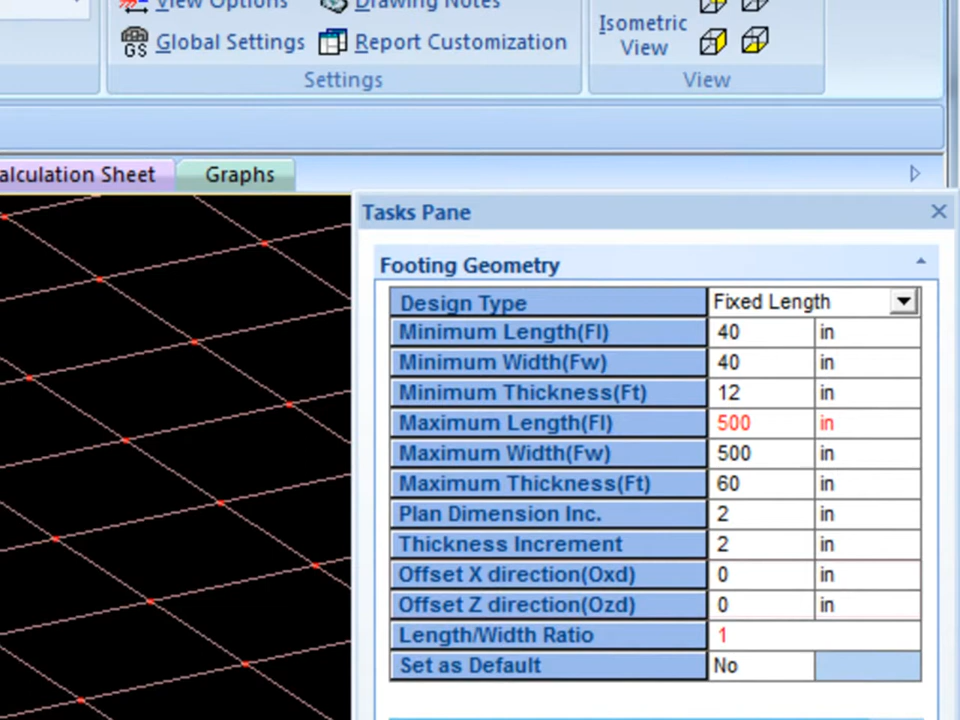 View Options
Drawing Notes
GS Global Settings
Report Customization
Isometric View
Settings
View
alculation Sheet
Graphs
Tasks Pane
Footing Geometry
Design Type Fixed Length
Minimum Length(Fl) 40 in
Minimum Width(Fw) 40 in
Minimum Thickness(Ft) 12 in
Maximum Length(Fl) 500 in
Maximum Width(Fw) 500 in
Maximum Thickness(Ft) 60 in
Plan Dimension Inc. 2 in
Thickness Increment 2 in
Offset X direction(Oxd) 0 in
Offset Z direction(Ozd) 0 in
Length/Width Ratio 1
Set as Default No